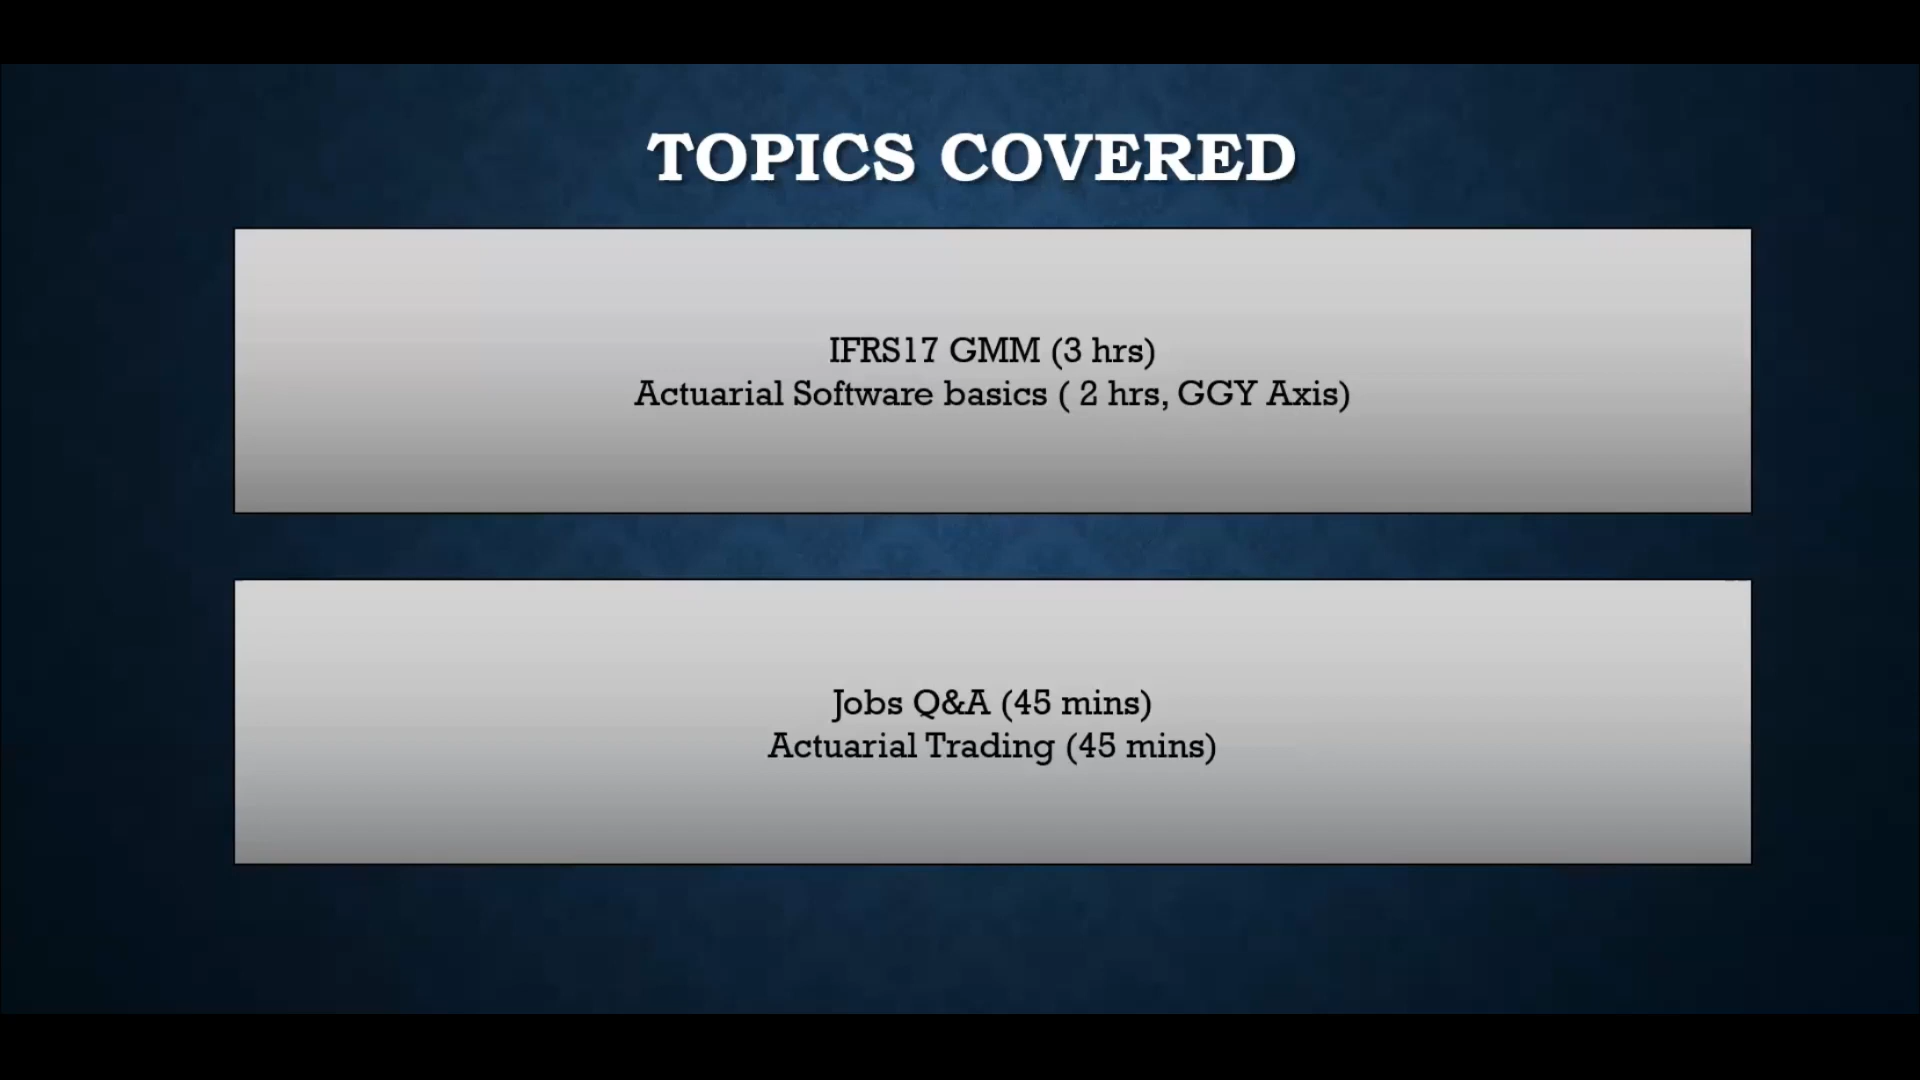 TOPICS COVERED
IFRS17 GMM (3 hrs)
Actuarial Software basics ( 2 hrs, GGY Axis)
Jobs Q&A (45 mins)
Actuarial Trading (45 mins)